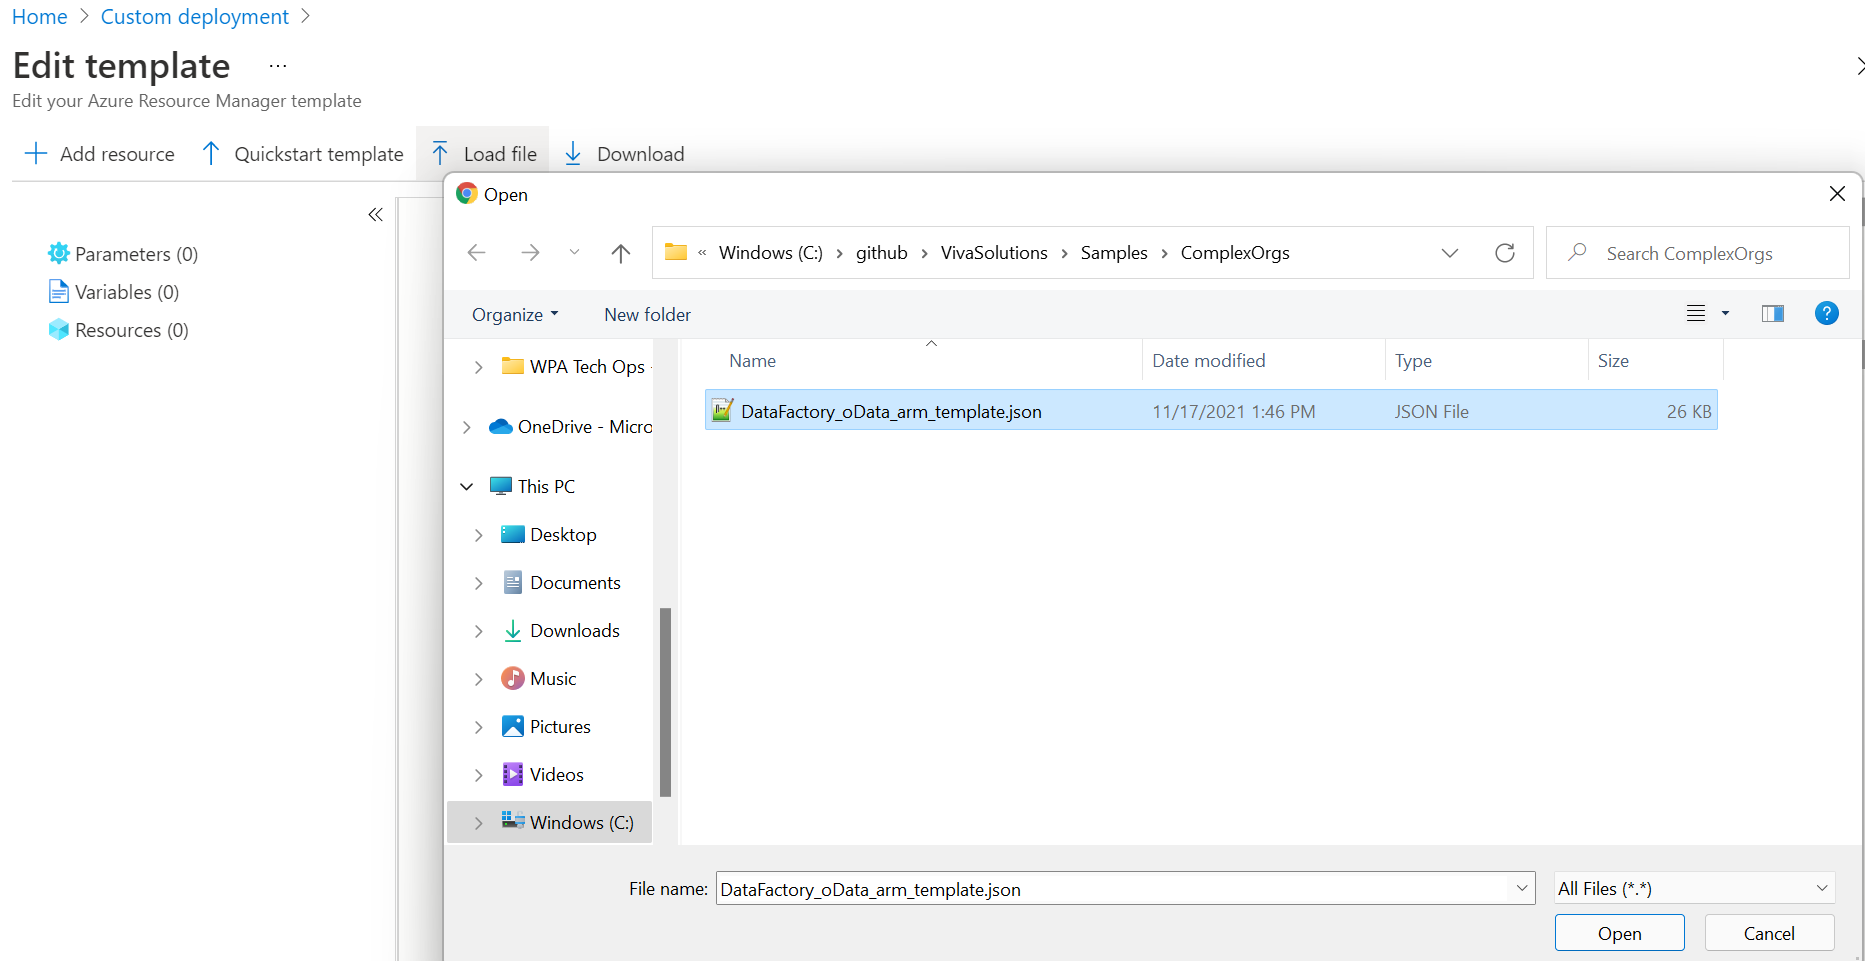 Home > Custom deployment >
Edit template ...
Edit your Azure Resource Manager template
Add resource Quickstart template Load file Download
Open
« Windows (C:) > github > VivaSolutions > Samples > ComplexOrgs Search ComplexOrgs
Parameters (0)
Variables (0)
Resources (0)
Organize New folder ?
Name Date modified Type Size
DataFactory_oData_arm_template.json 11/17/2021 1:46 PM JSON File 26 KB
WPA Tech Ops
OneDrive - Micro
This PC
Desktop
Documents
Downloads
Music
Pictures
Videos
Windows (C:)
File name: DataFactory_oData_arm_template.json All Files (*.*)
Open Cancel